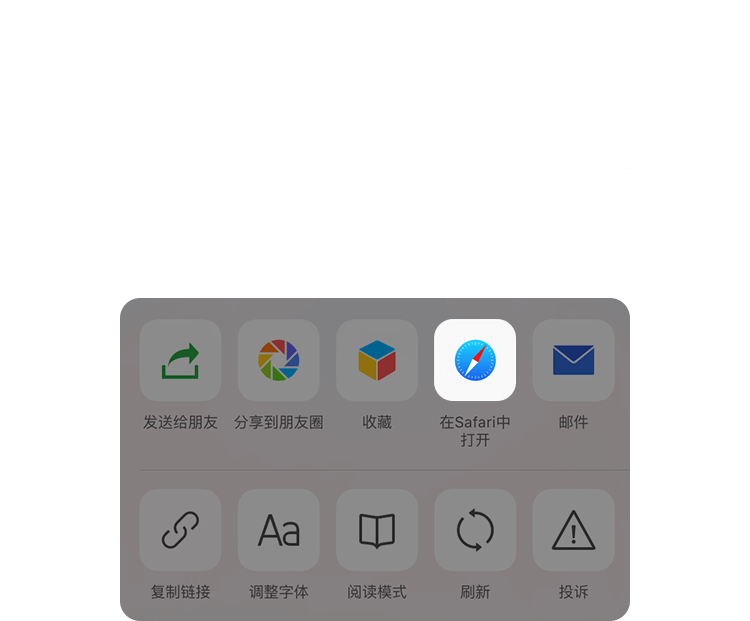 发送给朋友
分享到朋友圈
收藏
在Safari中
打开
邮件
Aa
复制链接
调整字体
阅读模式
刷新
投诉